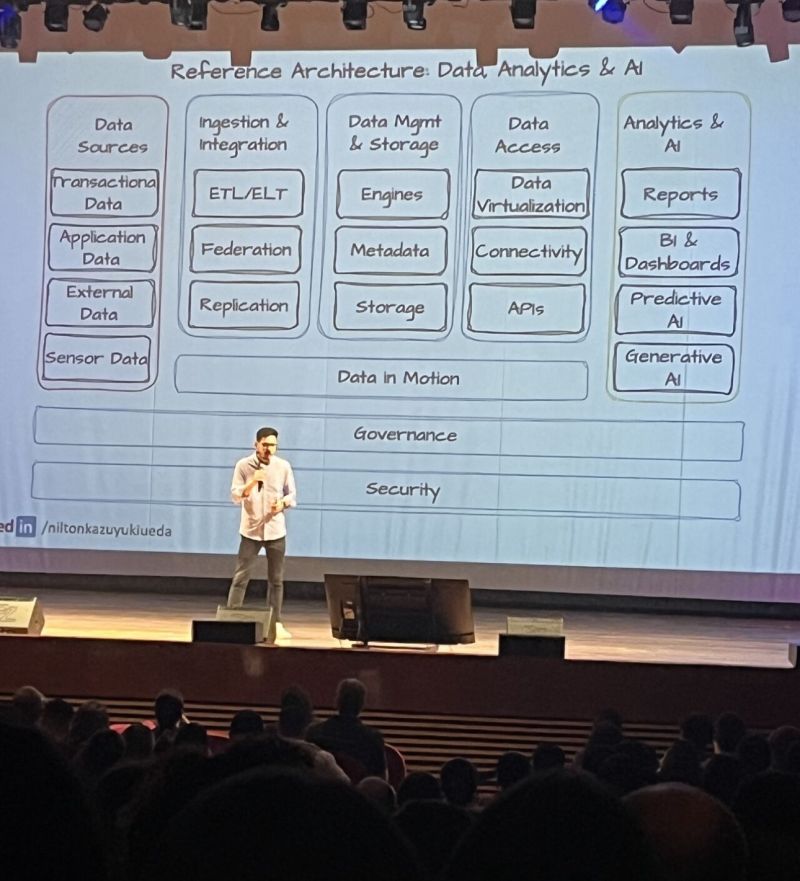 Reference Architecture: Data, Analytics & AI
Data
Sources
Transactiona
Data
Application
Data
External
Data
Sensor Data
Ingestion &
Integration
ETL/ELT
Federation
Replication
Data Mgmt
& Storage
Engines
Metadata
Storage
Data
Access
Data
Virtualization
Connectivity
APIs
Analytics &
AI
Reports
BI &
Dashboards
Predictive
AI
Generative
AI
Data in Motion
Governance
Security
ed in /niltonkazuyukiueda